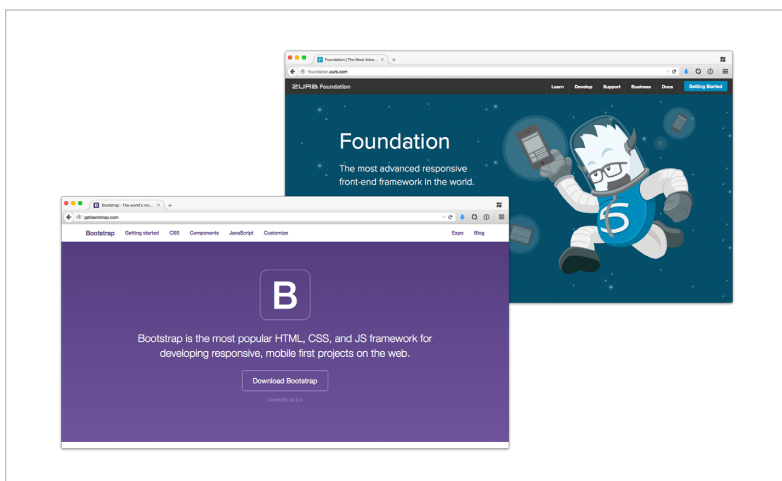 Foundation | The Most Adva...
foundation.zurb.com
ZURB Foundation
Learn Develop Support Business Docs Getting Started
Foundation
The most advanced responsive
front-end framework in the world.
Bootstrap · The world's mo...
getbootstrap.com
Bootstrap Getting started CSS Components JavaScript Customize Expo Blog
B
Bootstrap is the most popular HTML, CSS, and JS framework for
developing responsive, mobile first projects on the web.
Download Bootstrap